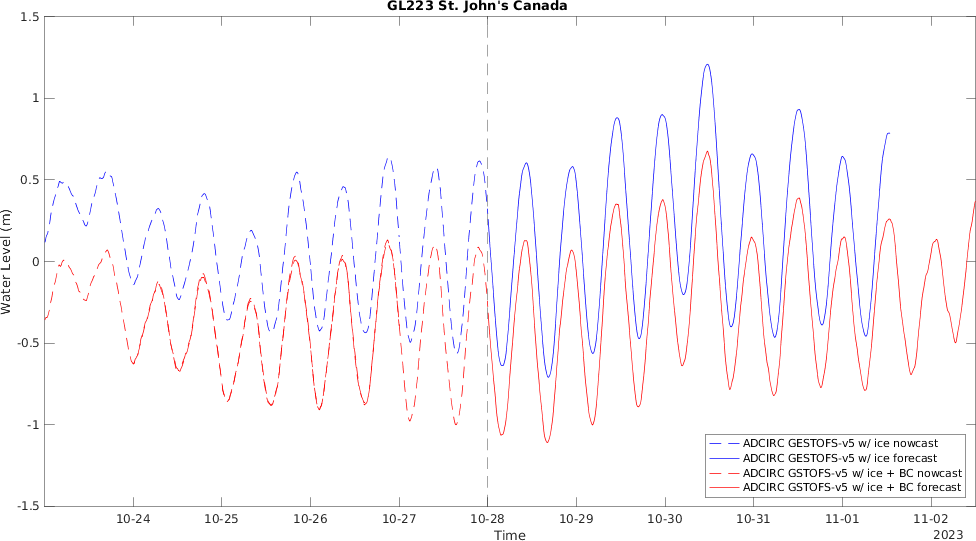 GL223 St. John's Canada
1.5
1
0.5
0
-0.5
-1
-1.5
Water Level (m)
ADCIRC GESTOFS-v5 w/ ice nowcast
ADCIRC GESTOFS-v5 w/ ice forecast
ADCIRC GSTOFS-v5 w/ ice + BC nowcast
ADCIRC GSTOFS-v5 w/ ice + BC forecast
10-24 10-25 10-26 10-27 10-28 10-29 10-30 10-31 11-01 11-02
Time
2023